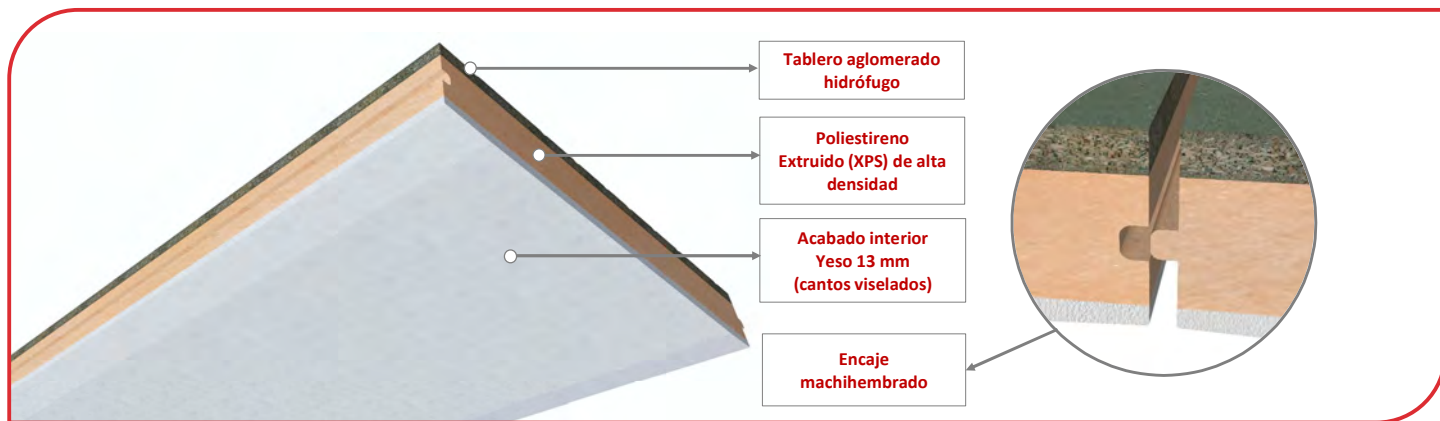 Tablero aglomerado
hidrófugo
Poliestireno
Extruido (XPS) de alta
densidad
Acabado interior
Yeso 13 mm
(cantos viselados)
Encaje
machihembrado